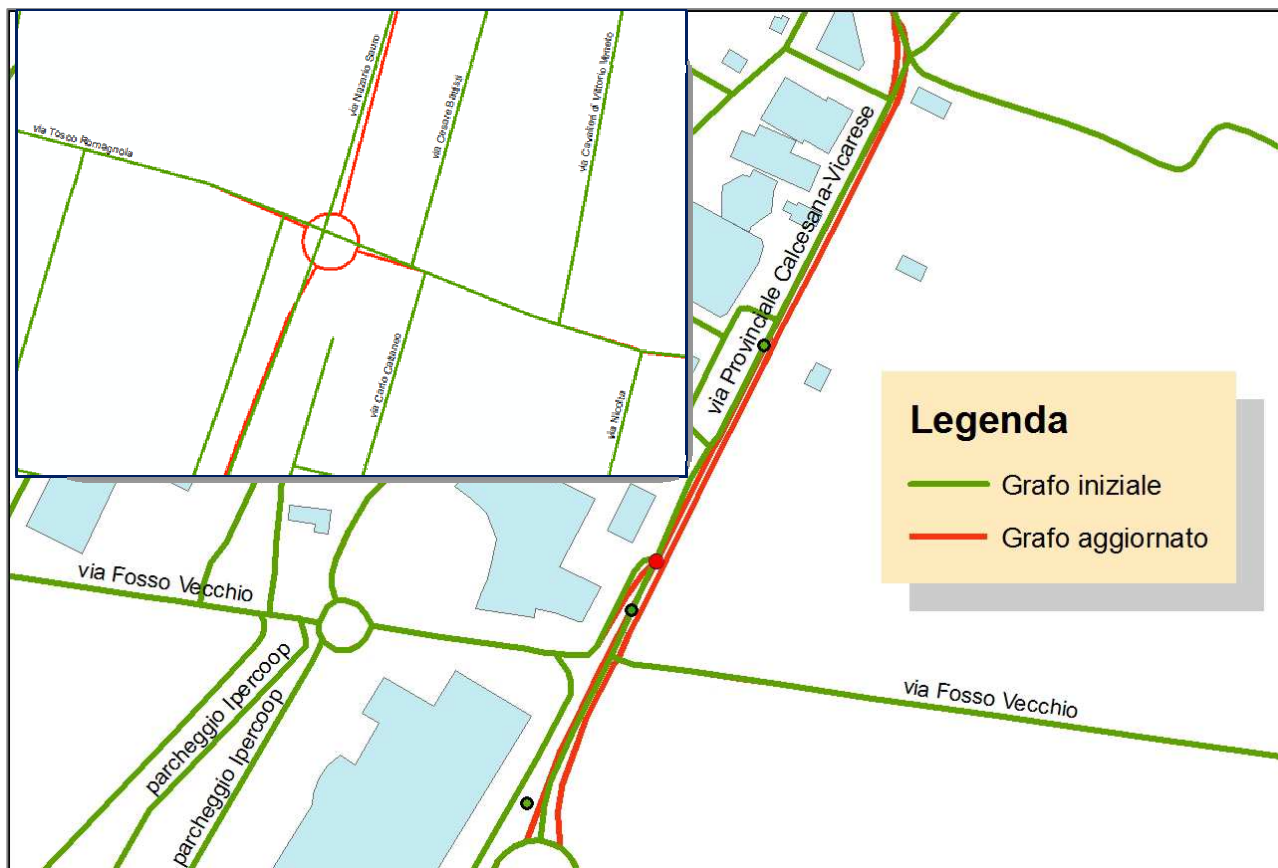 via Tosco Romagnola
via Nazario Sauro
via Cesare Battisti
via Cavalieri di Vittorio Veneto
via Carlo Cattaneo
via Nicolta
via Provinciale Calcesana-Vicarese
Legenda
Grafo iniziale
Grafo aggiornato
via Fosso Vecchio
parcheggio Ipercoop
parcheggio Ipercoop
via Fosso Vecchio